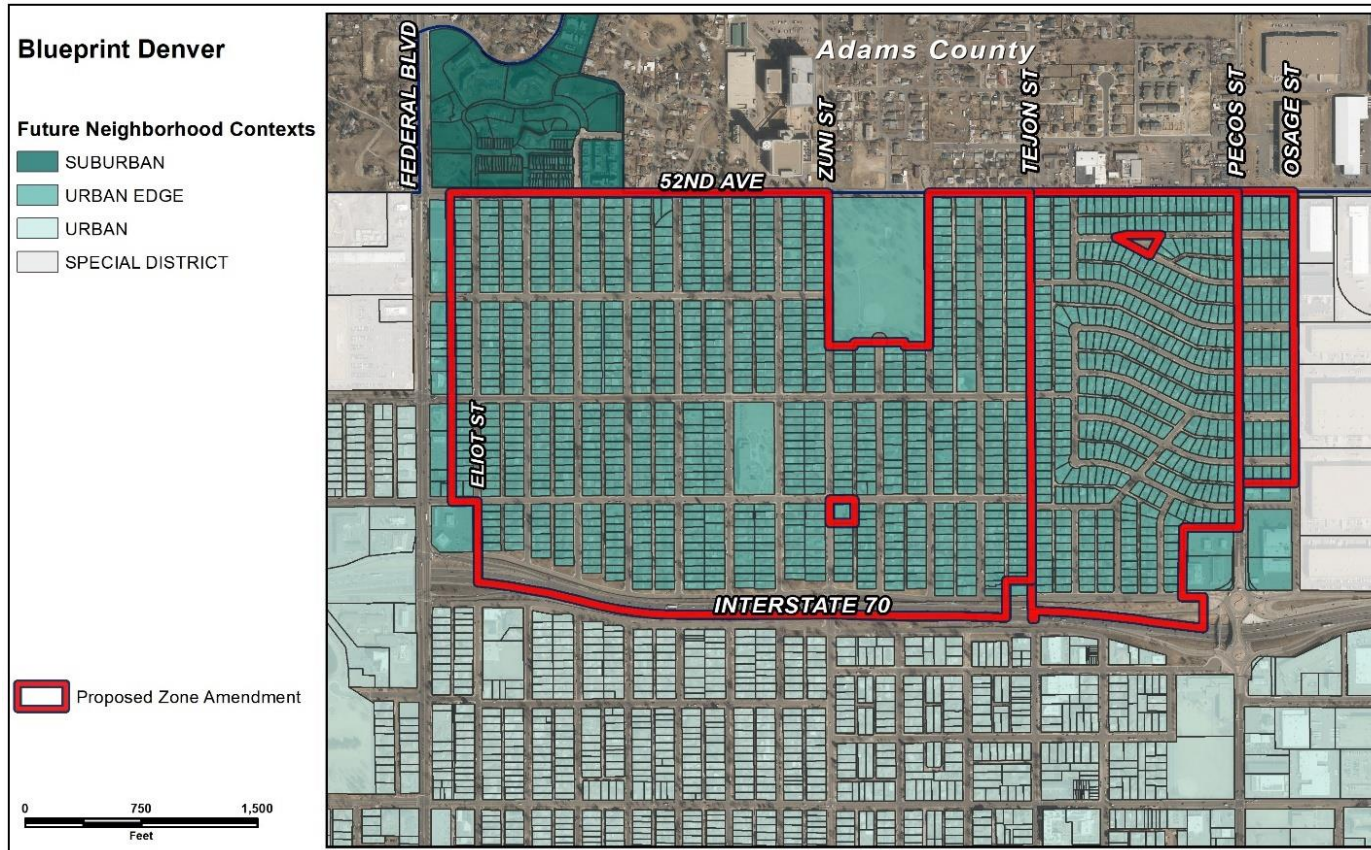 Blueprint Denver
Future Neighborhood Contexts
SUBURBAN
URBAN EDGE
URBAN
SPECIAL DISTRICT
Proposed Zone Amendment
0 750 1,500
Feet
Adams County
FEDERAL BLVD
ZUNI ST
TEJON ST
PECOS ST
OSAGE ST
52ND AVE
ELIOT ST
INTERSTATE 70